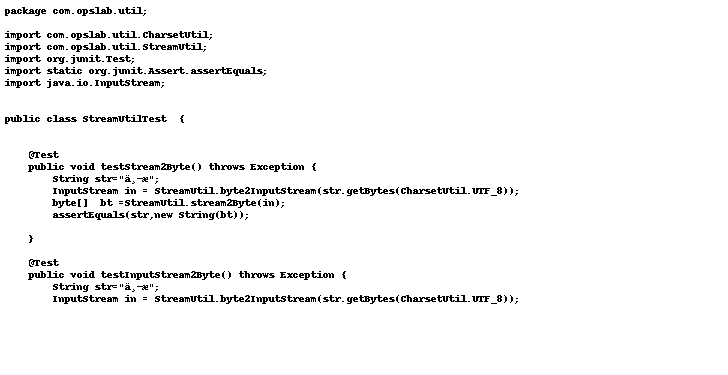 package com.opslab.util;
import com.opslab.util.CharsetUtil;
import com.opslab.util.StreamUtil;
import org.junit.Test;
import static org.junit.Assert.assertEquals;
import java.io.InputStream;
public class StreamUtilTest  {
@Test
public void testStream2Byte() throws Exception {
String str="ä¸­æ";
InputStream in = StreamUtil.byte2InputStream(str.getBytes(CharsetUtil.UTF_8));
byte[]  bt =StreamUtil.stream2Byte(in);
assertEquals(str,new String(bt));
}
@Test
public void testInputStream2Byte() throws Exception {
String str="ä¸­æ";
InputStream in = StreamUtil.byte2InputStream(str.getBytes(CharsetUtil.UTF_8));